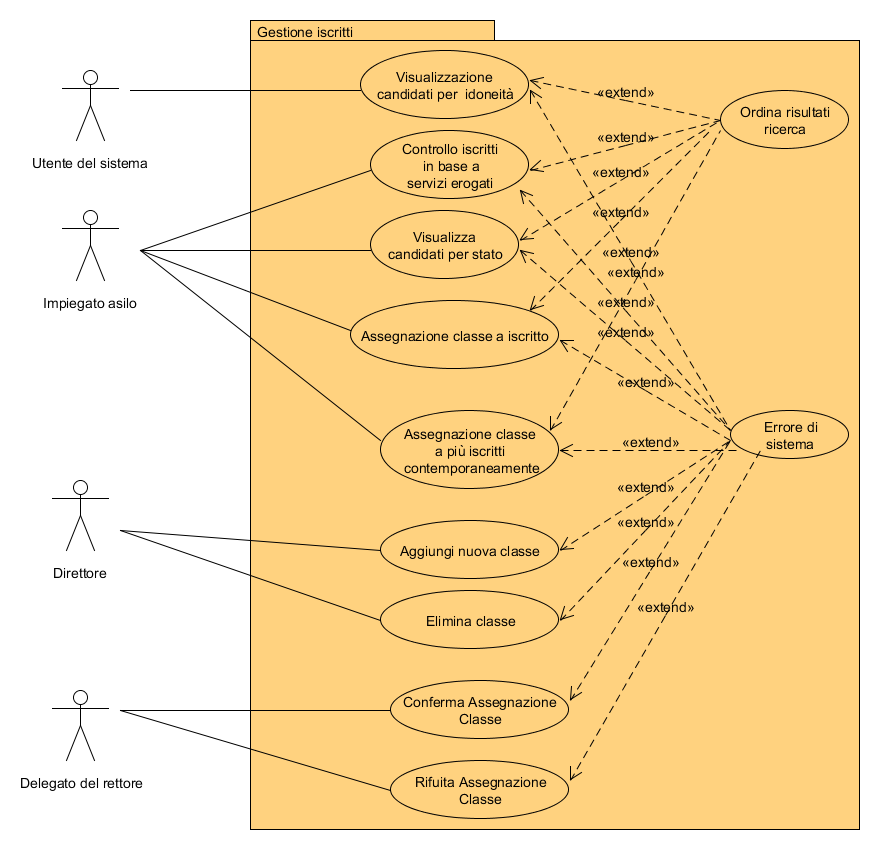 Gestione iscritti
Visualizzazione
candidati per idoneità
Utente del sistema
«extend»
Ordina risultati
ricerca
Controllo iscritti
in base a
servizi erogati
«extend»
«extend»
Impiegato asilo
Visualizza
candidati per stato
«extend»
«extend»
«extend»
Assegnazione classe a iscritto
«extend»
«extend»
«extend»
Assegnazione classe
a più iscritti
contemporaneamente
«extend»
Errore di
sistema
Direttore
Aggiungi nuova classe
«extend»
«extend»
Elimina classe
«extend»
«extend»
Delegato del rettore
Conferma Assegnazione
Classe
Rifiuta Assegnazione
Classe